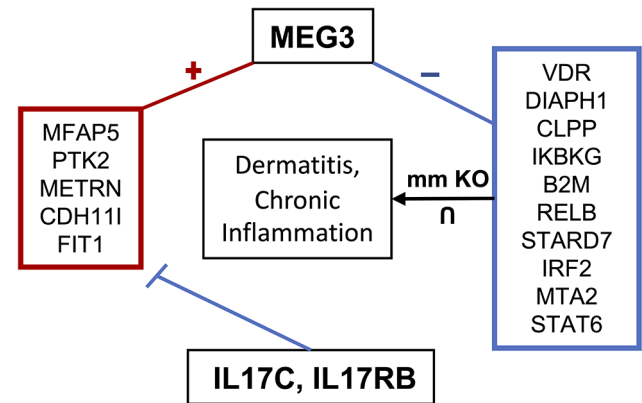 MEG3
+
−
MFAP5
PTK2
METRN
CDH11I
FIT1
Dermatitis,
Chronic
Inflammation
mm KO
∩
VDR
DIAPH1
CLPP
IKBKG
B2M
RELB
STARD7
IRF2
MTA2
STAT6
IL17C, IL17RB